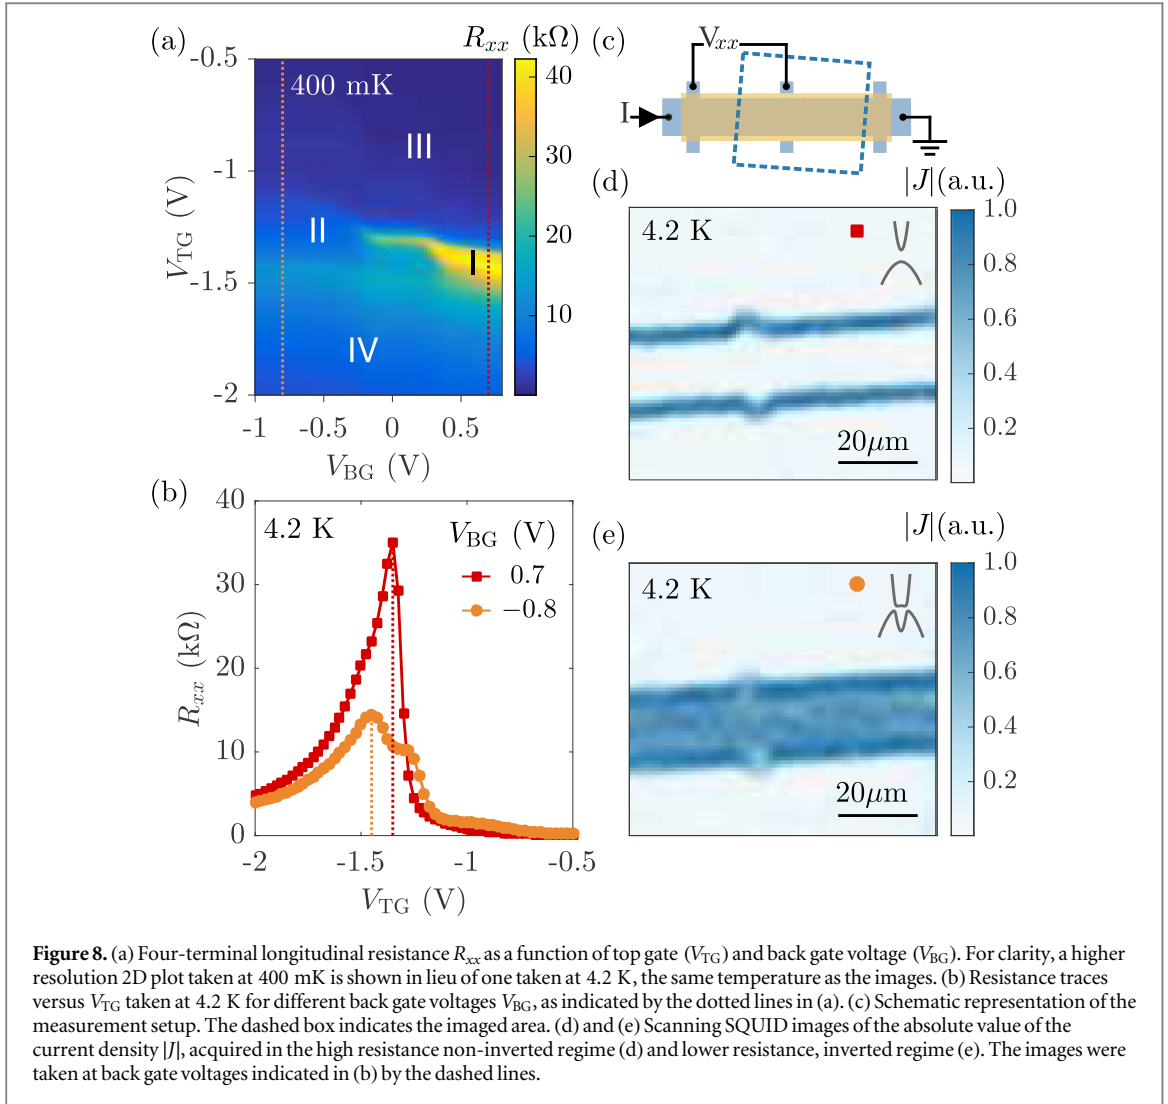 (a)
R_xx (kΩ)
-0.5
-1
-1.5
-2
V_TG (V)
400 mK
III
II
I
IV
40
30
20
10
-1 -0.5 0 0.5
V_BG (V)
(b)
40
30
20
10
0
R_xx (kΩ)
4.2 K
V_BG (V)
0.7
−0.8
-2 -1.5 -1 -0.5
V_TG (V)
(c)
V_xx
I
(d)
|J|(a.u.)
4.2 K
20μm
1.0
0.8
0.6
0.4
0.2
(e)
|J|(a.u.)
4.2 K
20μm
1.0
0.8
0.6
0.4
0.2
Figure 8. (a) Four-terminal longitudinal resistance R_xx as a function of top gate (V_TG) and back gate voltage (V_BG). For clarity, a higher
resolution 2D plot taken at 400 mK is shown in lieu of one taken at 4.2 K, the same temperature as the images. (b) Resistance traces
versus V_TG taken at 4.2 K for different back gate voltages V_BG, as indicated by the dotted lines in (a). (c) Schematic representation of the
measurement setup. The dashed box indicates the imaged area. (d) and (e) Scanning SQUID images of the absolute value of the
current density |J|, acquired in the high resistance non-inverted regime (d) and lower resistance, inverted regime (e). The images were
taken at back gate voltages indicated in (b) by the dashed lines.